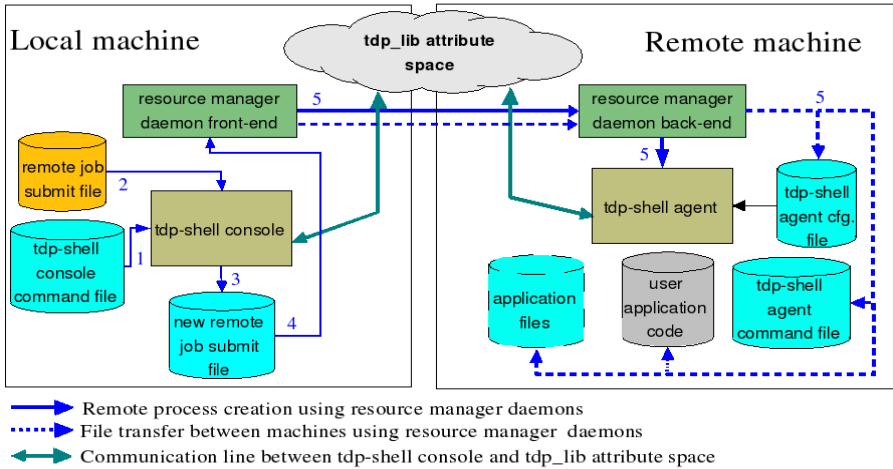 Local machine
tdp_lib attribute
space
Remote machine
resource manager
daemon front-end
5
resource manager
daemon back-end
5
5
remote job
submit file
2
tdp-shell console
tdp-shell
console
command file
1
3
new remote
job submit
file
4
tdp-shell agent
tdp-shell
agent cfg.
file
application
files
user
application
code
tdp-shell
agent
command file
Remote process creation using resource manager daemons
File transfer between machines using resource manager daemons
Communication line between tdp-shell console and tdp_lib attribute space